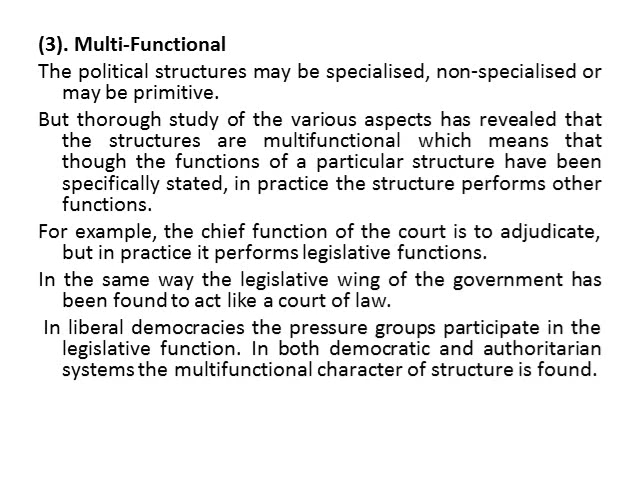 (3). Multi-Functional
The political structures may be specialised, non-specialised or
may be primitive.
But thorough study of the various aspects has revealed that
the structures are multifunctional which means that
though the functions of a particular structure have been
specifically stated, in practice the structure performs other
functions.
For example, the chief function of the court is to adjudicate,
but in practice it performs legislative functions.
In the same way the legislative wing of the government has
been found to act like a court of law.
In liberal democracies the pressure groups participate in the
legislative function. In both democratic and authoritarian
systems the multifunctional character of structure is found.